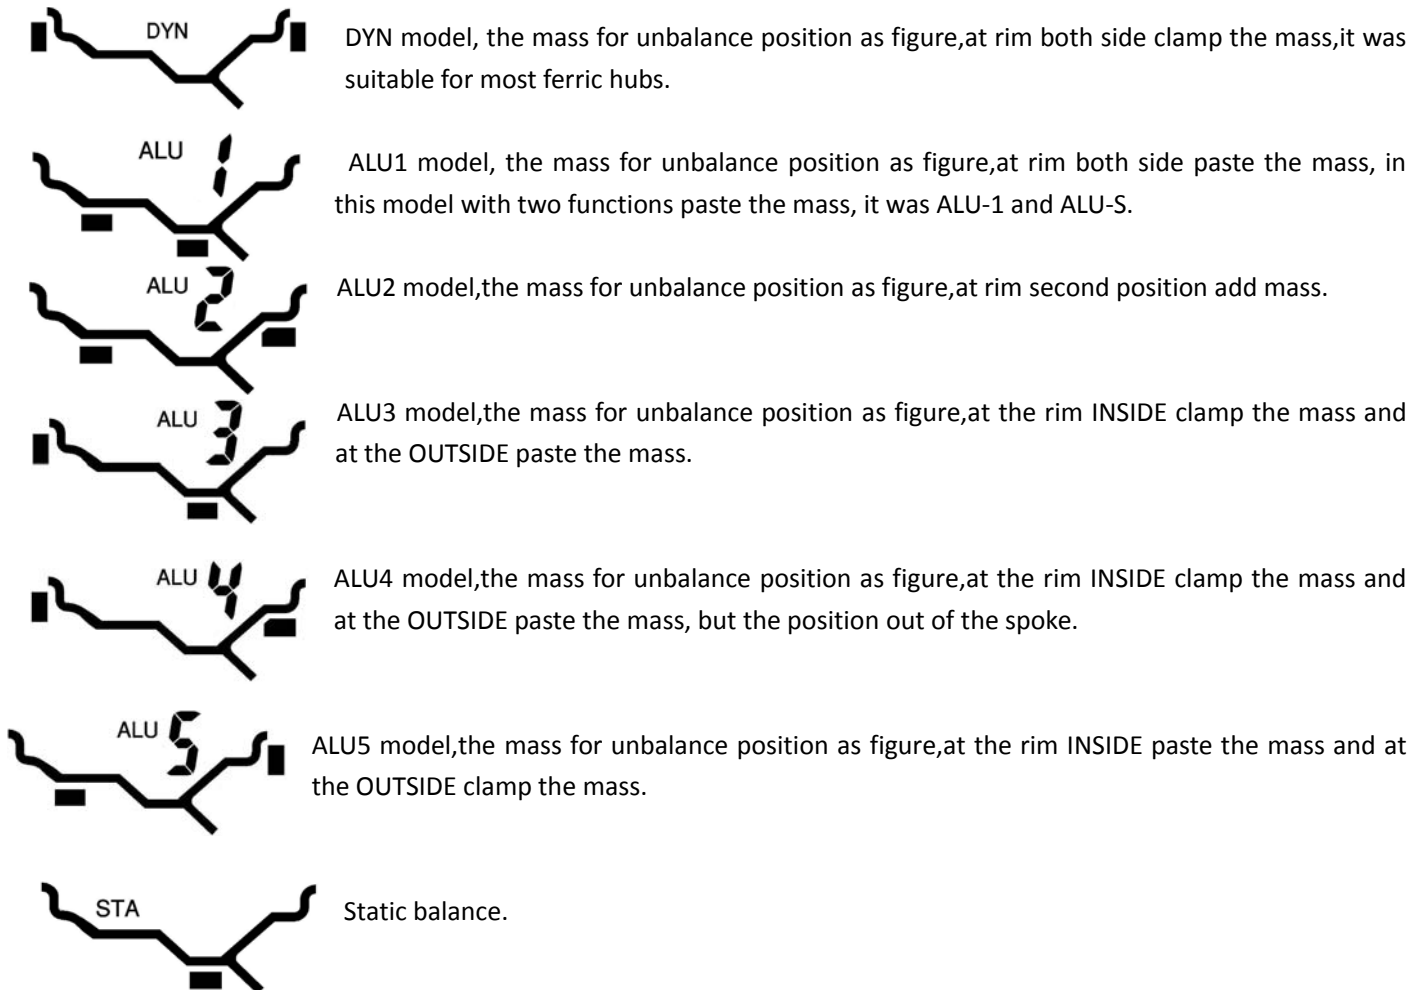 DYN
DYN model, the mass for unbalance position as figure,at rim both side clamp the mass,it was
suitable for most ferric hubs.
ALU 1
ALU1 model, the mass for unbalance position as figure,at rim both side paste the mass, in
this model with two functions paste the mass, it was ALU-1 and ALU-S.
ALU 2
ALU2 model,the mass for unbalance position as figure,at rim second position add mass.
ALU 3
ALU3 model,the mass for unbalance position as figure,at the rim INSIDE clamp the mass and
at the OUTSIDE paste the mass.
ALU 4
ALU4 model,the mass for unbalance position as figure,at the rim INSIDE clamp the mass and
at the OUTSIDE paste the mass, but the position out of the spoke.
ALU 5
ALU5 model,the mass for unbalance position as figure,at the rim INSIDE paste the mass and at
the OUTSIDE clamp the mass.
STA
Static balance.